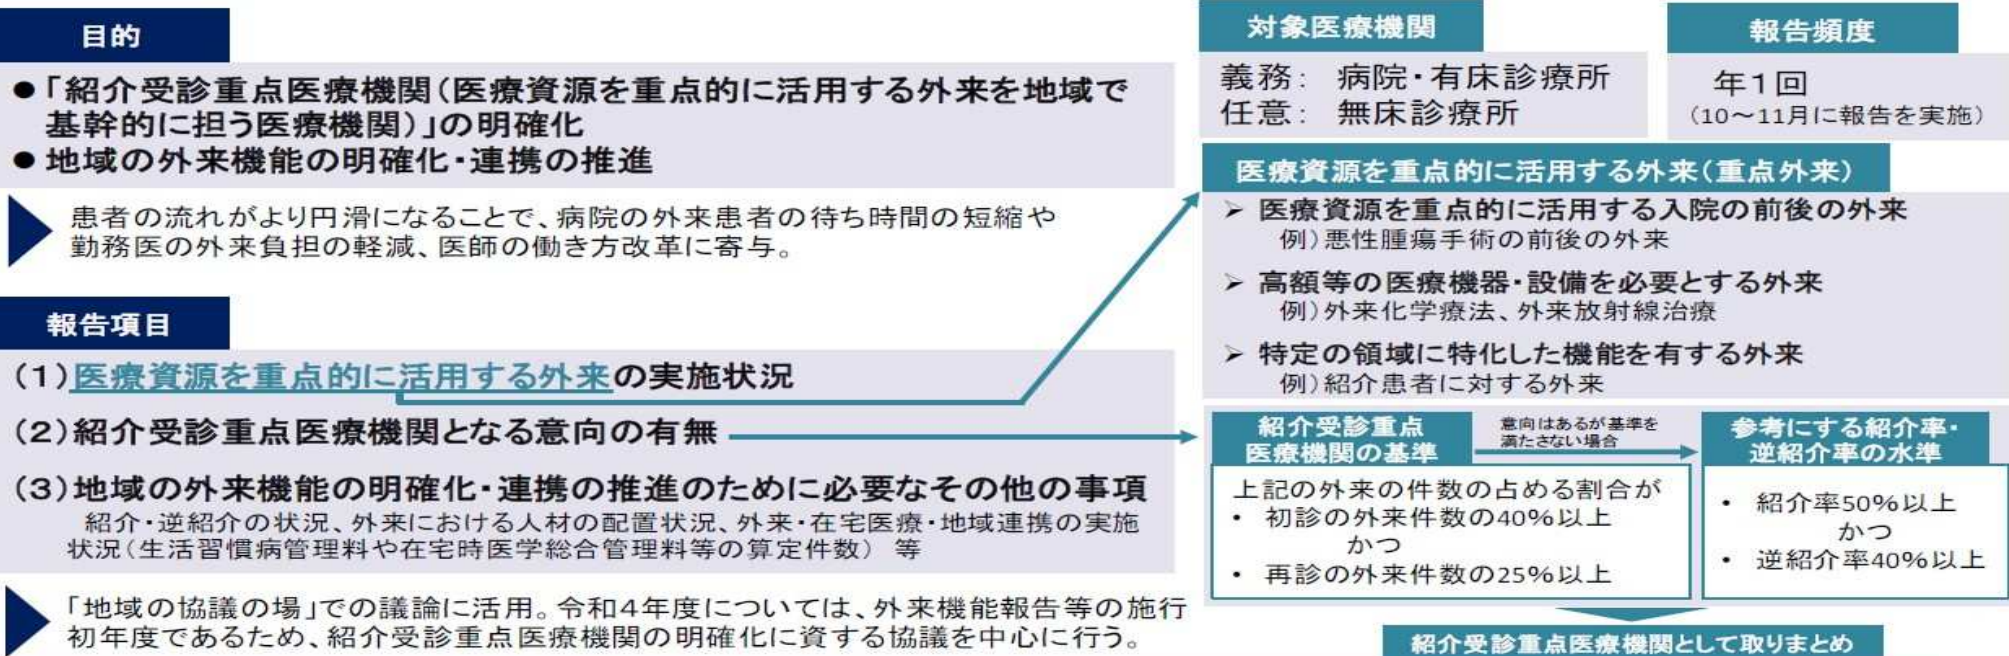 目的
●「紹介受診重点医療機関(医療資源を重点的に活用する外来を地域で
基幹的に担う医療機関)」の明確化
●地域の外来機能の明確化・連携の推進
患者の流れがより円滑になることで、病院の外来患者の待ち時間の短縮や
勤務医の外来負担の軽減、医師の働き方改革に寄与。
報告項目
(1)医療資源を重点的に活用する外来の実施状況
(2)紹介受診重点医療機関となる意向の有無
(3)地域の外来機能の明確化・連携の推進のために必要なその他の事項
紹介・逆紹介の状況、外来における人材の配置状況、外来・在宅医療・地域連携の実施
状況(生活習慣病管理料や在宅時医学総合管理料等の算定件数) 等
「地域の協議の場」での議論に活用。令和4年度については、外来機能報告等の施行
初年度であるため、紹介受診重点医療機関の明確化に資する協議を中心に行う。
対象医療機関
義務: 病院・有床診療所
任意: 無床診療所
報告頻度
年1回
(10~11月に報告を実施)
医療資源を重点的に活用する外来(重点外来)
➢ 医療資源を重点的に活用する入院の前後の外来
例)悪性腫瘍手術の前後の外来
➢ 高額等の医療機器・設備を必要とする外来
例)外来化学療法、外来放射線治療
➢ 特定の領域に特化した機能を有する外来
例)紹介患者に対する外来
紹介受診重点
医療機関の基準
上記の外来の件数の占める割合が
• 初診の外来件数の40%以上
かつ
• 再診の外来件数の25%以上
意向はあるが基準を
満たさない場合
参考にする紹介率・
逆紹介率の水準
• 紹介率50%以上
かつ
• 逆紹介率40%以上
紹介受診重点医療機関として取りまとめ